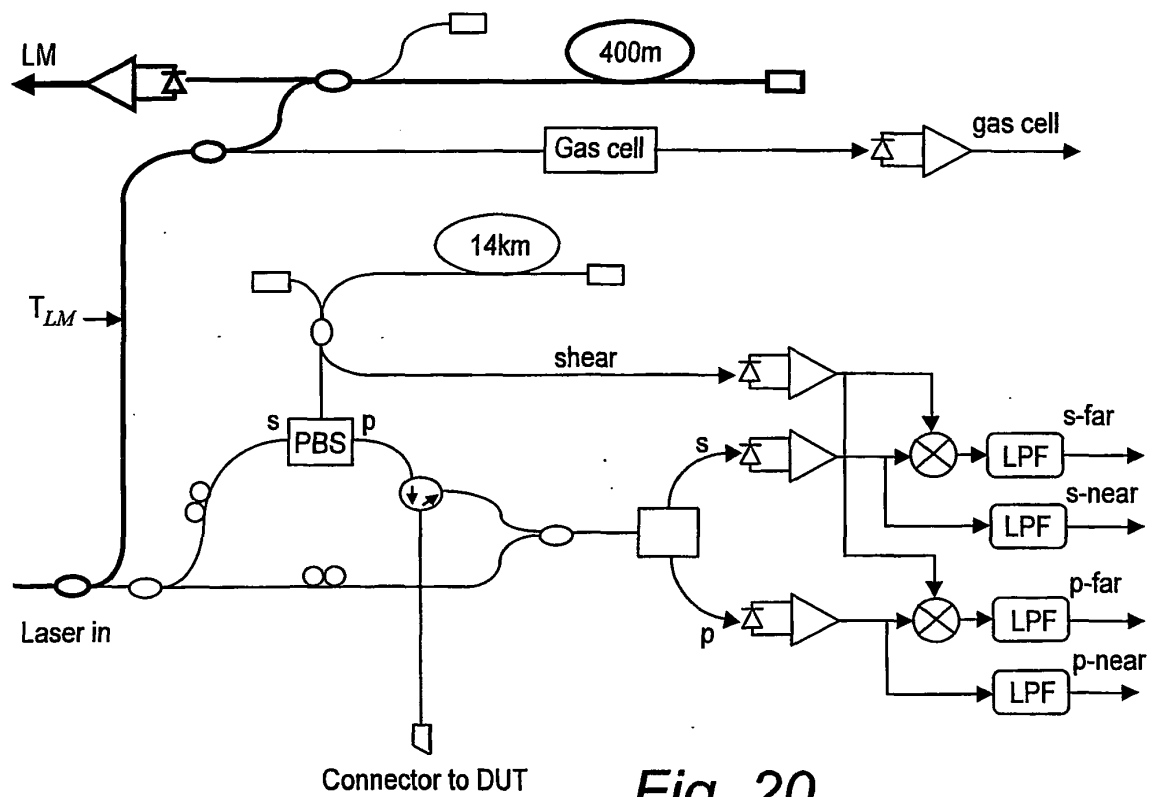 LM
400m
Gas cell
gas cell
14km
T_LM
shear
s
PBS
p
s
s-far
LPF
s-near
LPF
p-far
LPF
p
p-near
LPF
Laser in
Connector to DUT
Fig. 20